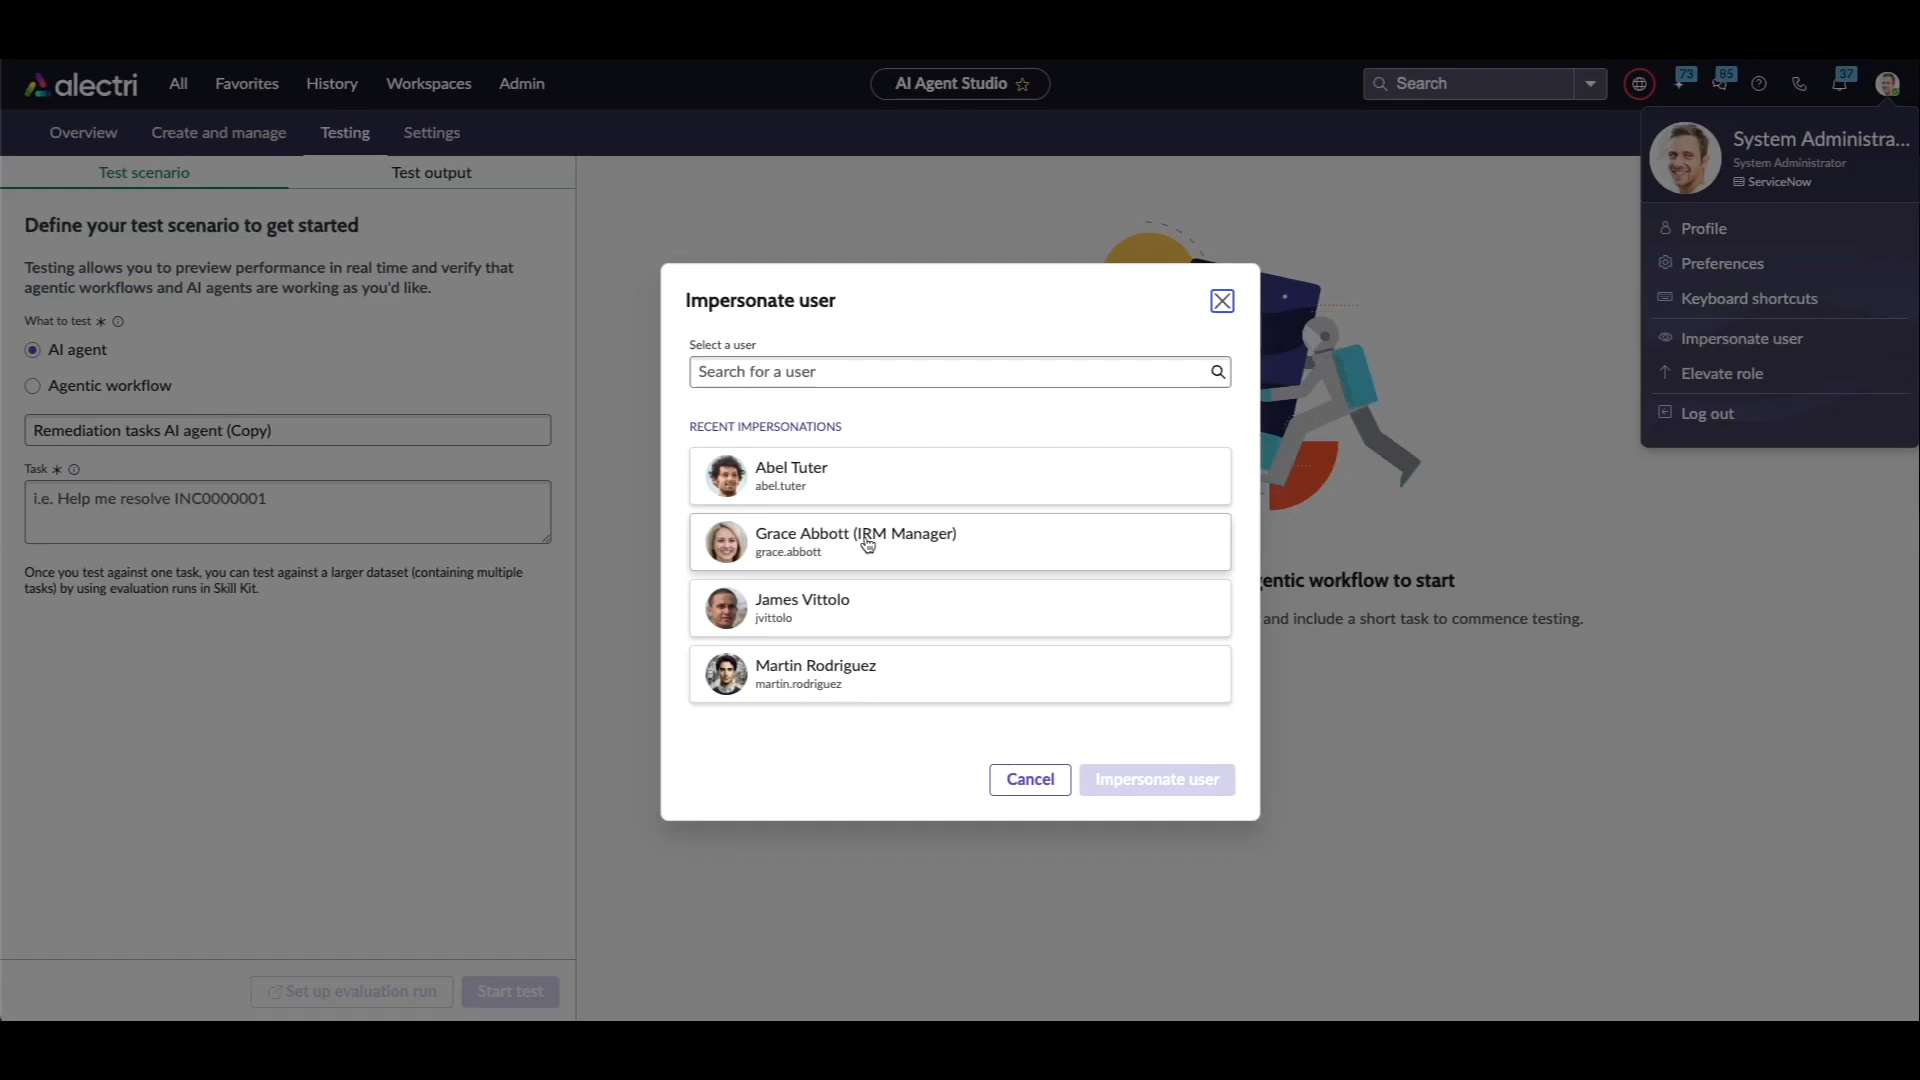 alectri
All
Favorites
History
Workspaces
Admin
AI Agent Studio
Search
73
85
37
Overview
Create and manage
Testing
Settings
System Administra...
System Administrator
ServiceNow
Profile
Preferences
Keyboard shortcuts
Impersonate user
Elevate role
Log out
Test scenario
Test output
Define your test scenario to get started
Testing allows you to preview performance in real time and verify that
agentic workflows and AI agents are working as you'd like.
What to test *
AI agent
Agentic workflow
Remediation tasks AI agent (Copy)
Task *
i.e. Help me resolve INC0000001
Once you test against one task, you can test against a larger dataset (containing multiple
tasks) by using evaluation runs in Skill Kit.
Set up evaluation run
Start test
Impersonate user
Select a user
Search for a user
RECENT IMPERSONATIONS
Abel Tuter
abel.tuter
Grace Abbott (IRM Manager)
grace.abbott
James Vittolo
jvittolo
Martin Rodriguez
martin.rodriguez
Cancel
Impersonate user
entic workflow to start
and include a short task to commence testing.